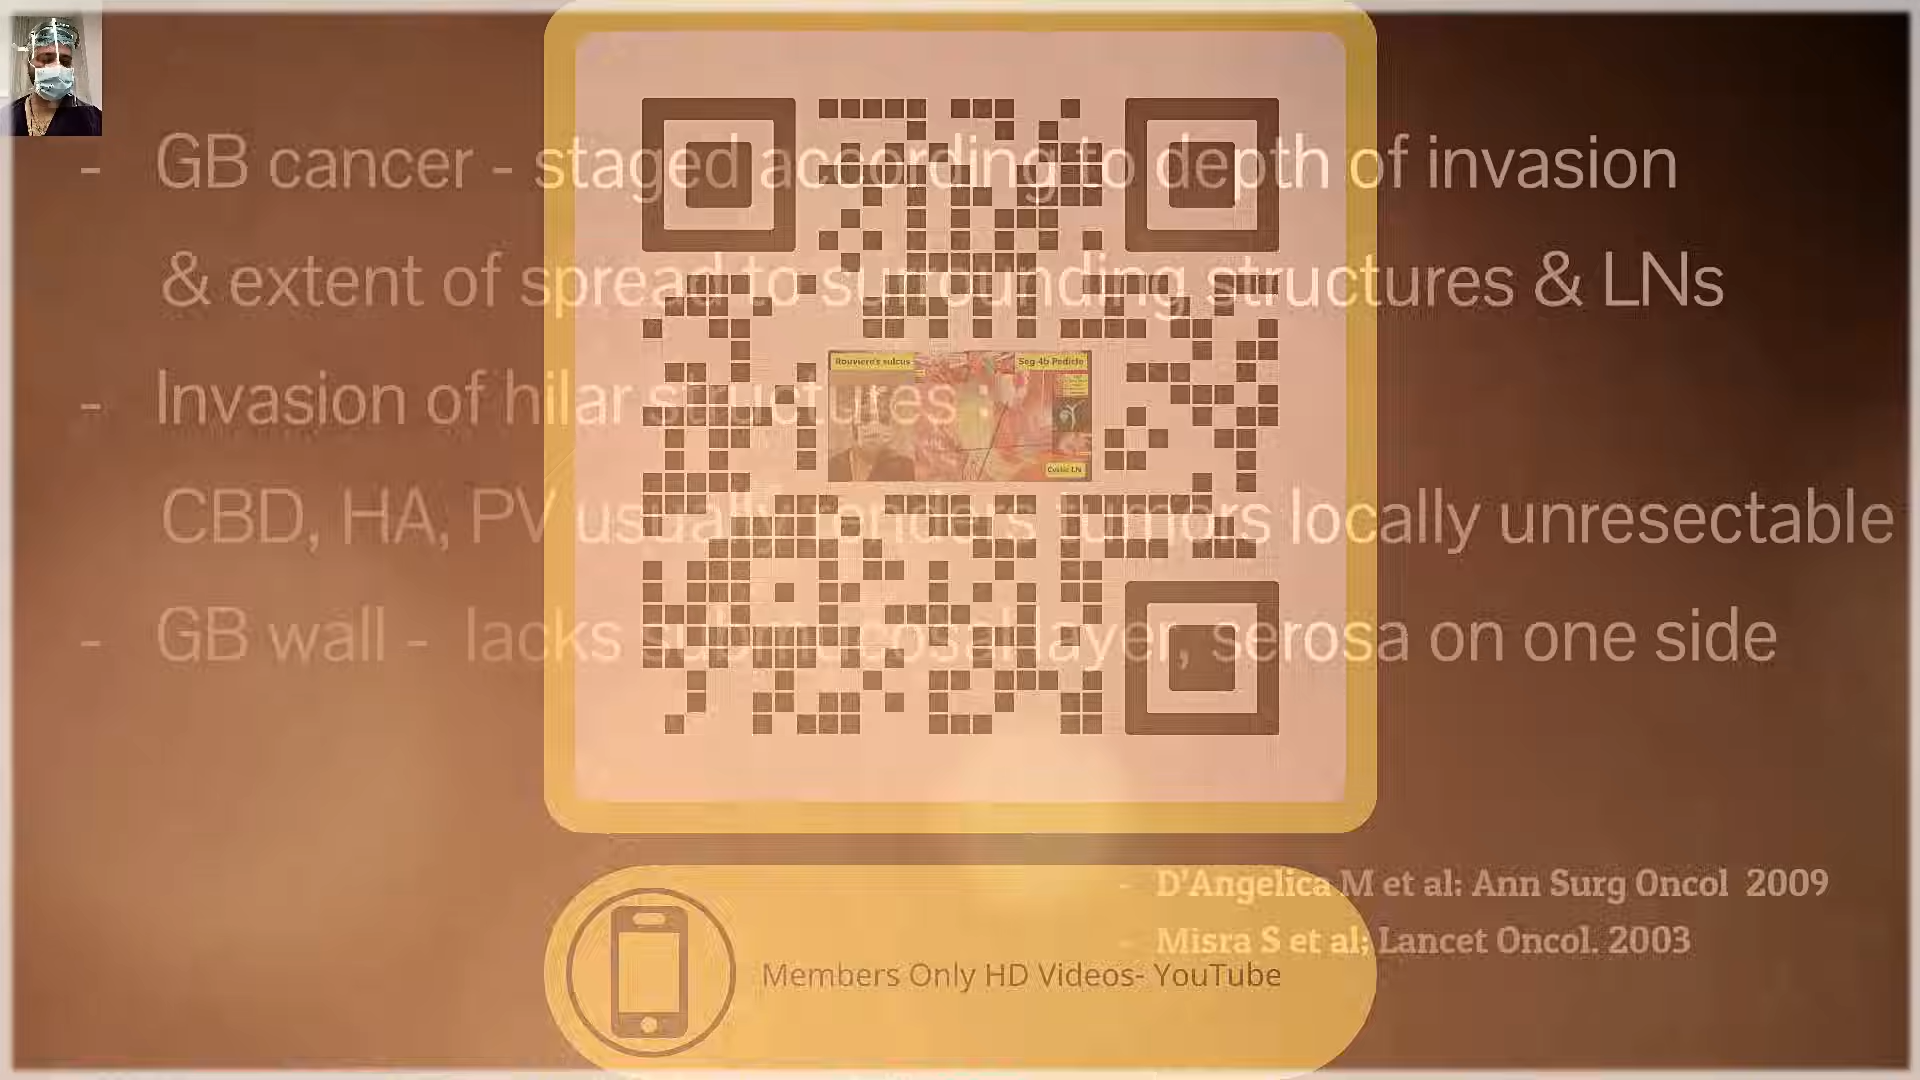 - GB cancer - staged according to depth of invasion
& extent of spread to surrounding structures & LNs
Rouviere's sulcus
Seg 4b Pedicle
- Invasion of hilar structures :
Cystic LN
CBD, HA, PV usually renders tumors locally unresectable
- GB wall - lacks submucosal layer, serosa on one side
- D'Angelica M et al: Ann Surg Oncol 2009
- Misra S et al; Lancet Oncol. 2003
Members Only HD Videos- YouTube